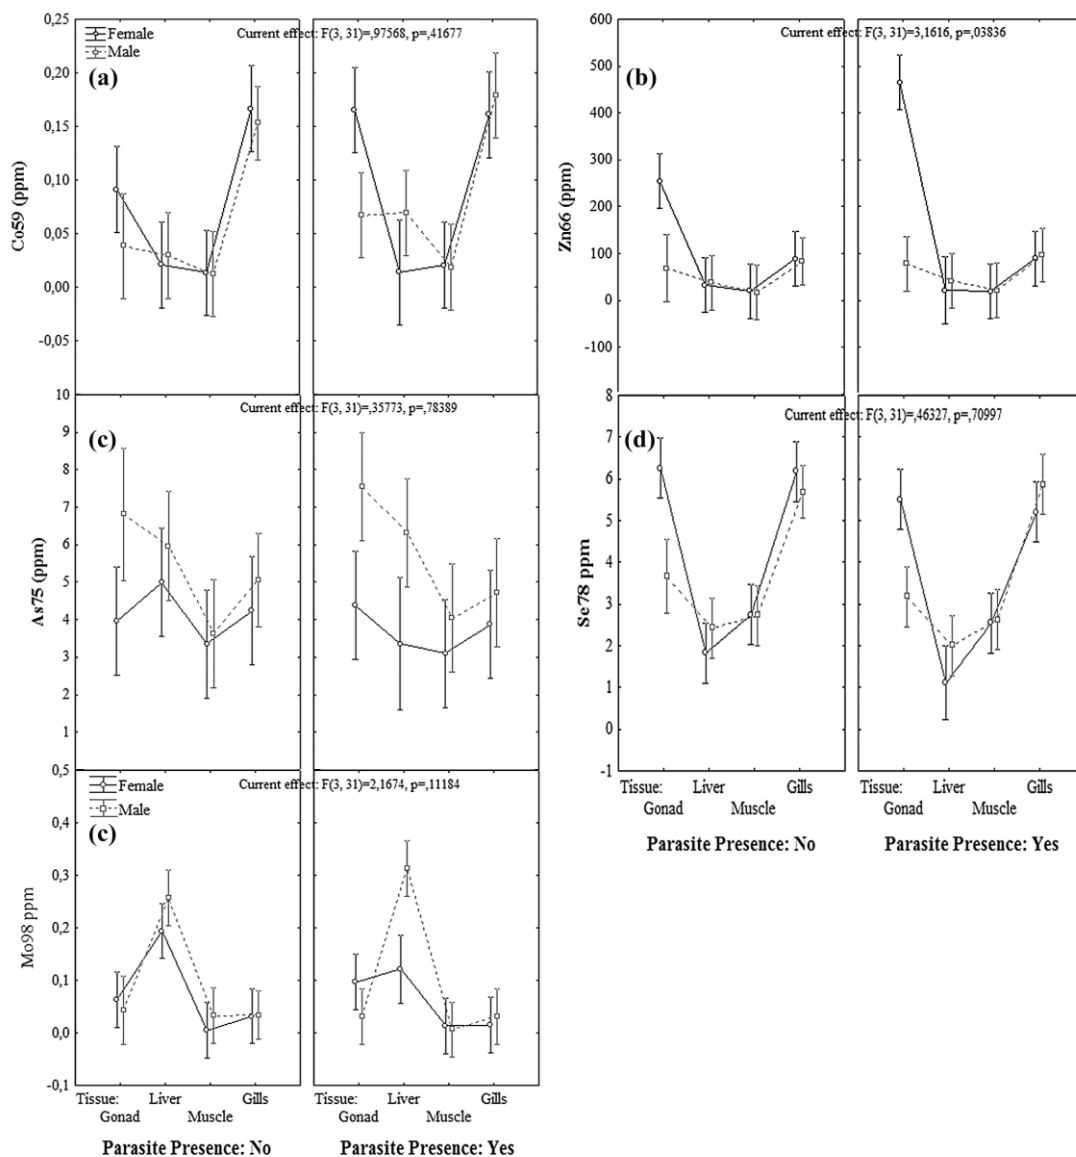 0,25
Female
Male
Current effect: F(3, 31)=,97568, p=,41677
(a)
0,20
0,15
0,10
0,05
0,00
-0,05
Co59 (ppm)
600
Current effect: F(3, 31)=3,1616, p=,03836
(b)
500
400
300
200
100
0
-100
Zn66 (ppm)
10
Current effect: F(3, 31)=,35773, p=,78389
(c)
9
8
7
6
5
4
3
2
1
As75 (ppm)
8
Current effect: F(3, 31)=,46327, p=,70997
(d)
7
6
5
4
3
2
1
0
-1
Se78 ppm
Tissue: Liver Gills Tissue: Liver Gills
Gonad Muscle Gonad Muscle
Parasite Presence: No Parasite Presence: Yes
0,5
Female
Male
Current effect: F(3, 31)=2,1674, p=,11184
(c)
0,4
0,3
0,2
0,1
0,0
-0,1
Mo98 ppm
Tissue: Liver Gills Tissue: Liver Gills
Gonad Muscle Gonad Muscle
Parasite Presence: No Parasite Presence: Yes